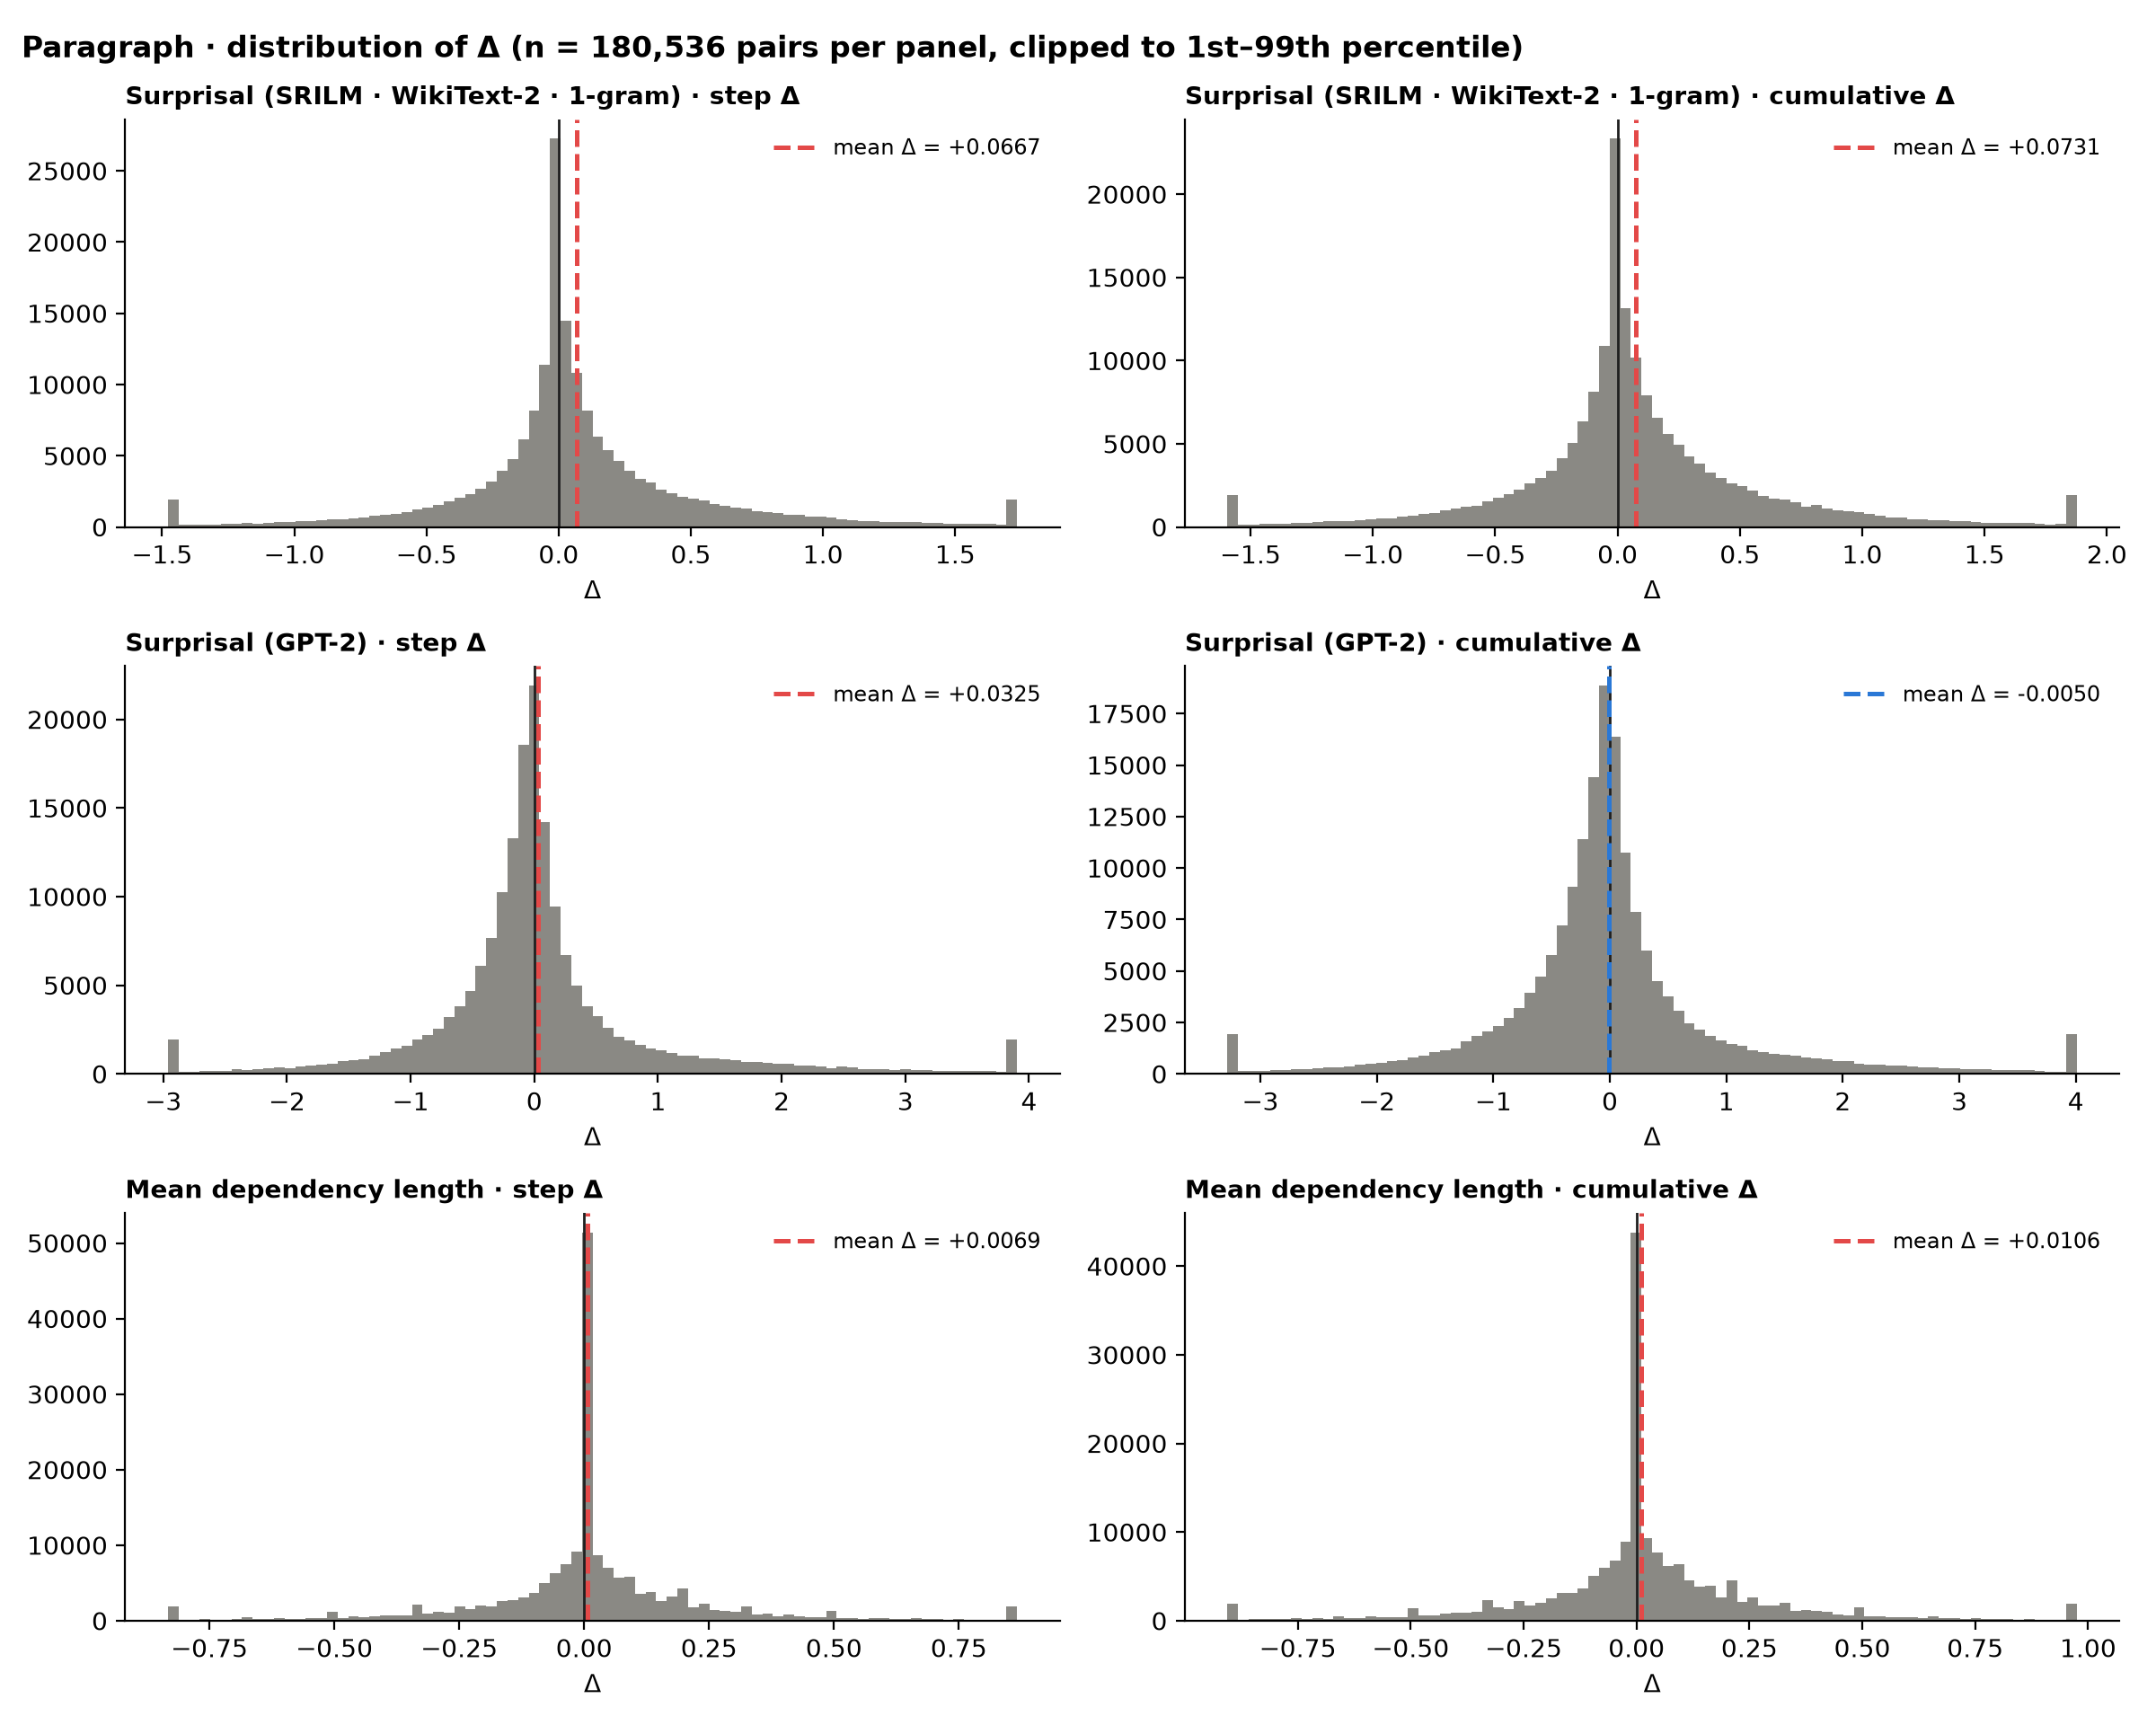 Paragraph · distribution of Δ (n = 180,536 pairs per panel, clipped to 1st–99th percentile)
Surprisal (SRILM · WikiText-2 · 1-gram) · step Δ
mean Δ = +0.0667
25000
20000
15000
10000
5000
0
−1.5 −1.0 −0.5 0.0 0.5 1.0 1.5
Δ
Surprisal (SRILM · WikiText-2 · 1-gram) · cumulative Δ
mean Δ = +0.0731
20000
15000
10000
5000
0
−1.5 −1.0 −0.5 0.0 0.5 1.0 1.5 2.0
Δ
Surprisal (GPT-2) · step Δ
mean Δ = +0.0325
20000
15000
10000
5000
0
−3 −2 −1 0 1 2 3 4
Δ
Surprisal (GPT-2) · cumulative Δ
mean Δ = -0.0050
17500
15000
12500
10000
7500
5000
2500
0
−3 −2 −1 0 1 2 3 4
Δ
Mean dependency length · step Δ
mean Δ = +0.0069
50000
40000
30000
20000
10000
0
−0.75 −0.50 −0.25 0.00 0.25 0.50 0.75
Δ
Mean dependency length · cumulative Δ
mean Δ = +0.0106
40000
30000
20000
10000
0
−0.75 −0.50 −0.25 0.00 0.25 0.50 0.75 1.00
Δ